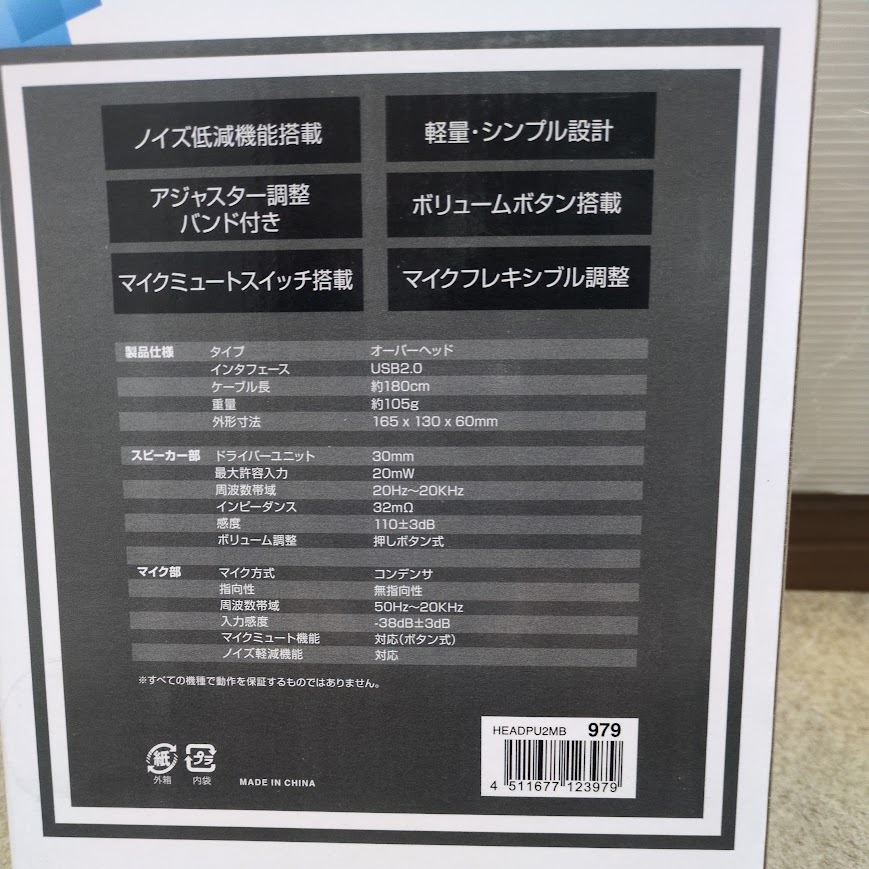 ノイズ低減機能搭載
軽量・シンプル設計
アジャスター調整
バンド付き
ボリュームボタン搭載
マイクミュートスイッチ搭載
マイクフレキシブル調整
製品仕様 タイプ オーバーヘッド
インタフェース USB2.0
ケーブル長 約180cm
重量 約105g
外形寸法 165 x 130 x 60mm
スピーカー部 ドライバーユニット 30mm
最大許容入力 20mW
周波数帯域 20Hz～20KHz
インピーダンス 32mΩ
感度 110±3dB
ボリューム調整 押しボタン式
マイク部 マイク方式 コンデンサ
指向性 無指向性
周波数帯域 50Hz～20KHz
入力感度 -38dB±3dB
マイクミュート機能 対応(ボタン式)
ノイズ軽減機能 対応
※すべての機種で動作を保証するものではありません。
紙 プラ
外箱 内袋
MADE IN CHINA
HEADPU2MB 979
4 511677 123979